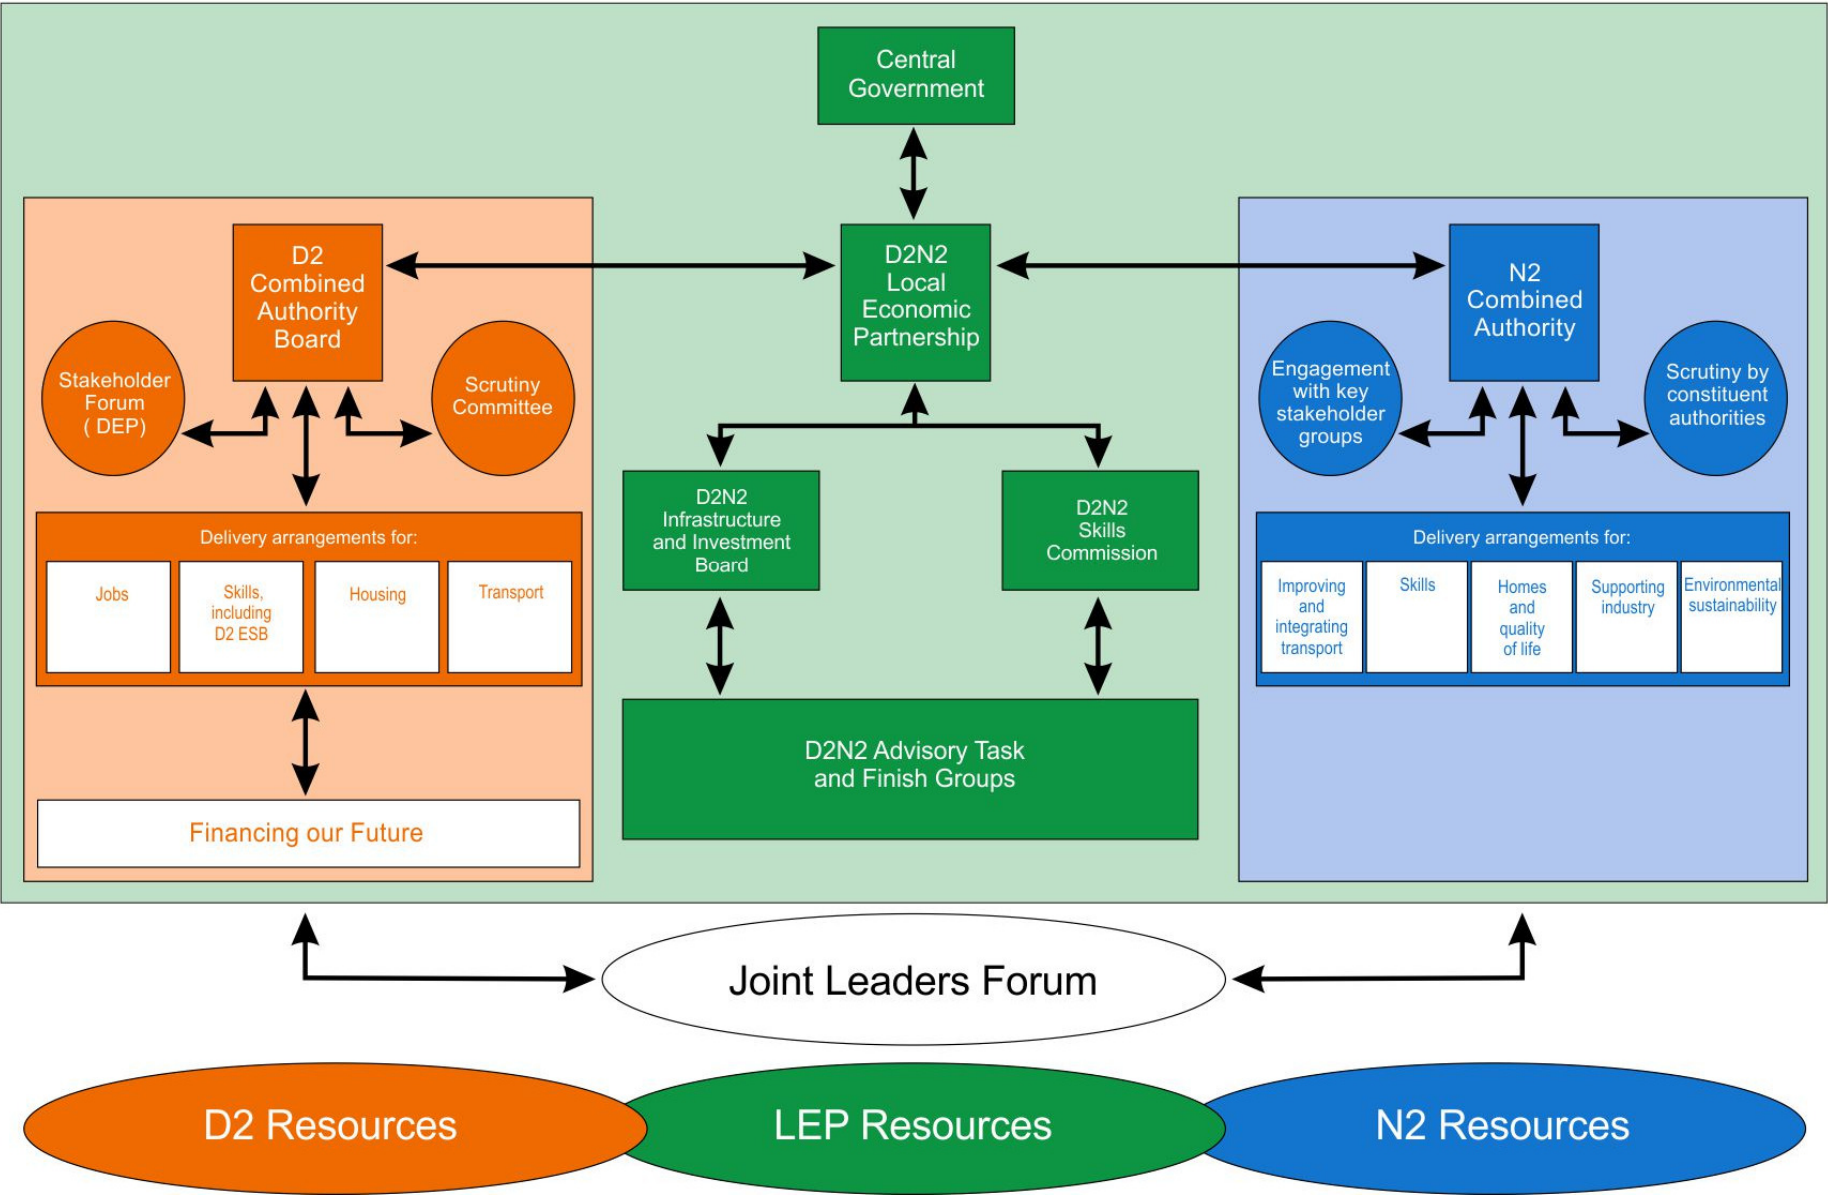 Central
Government
D2
Combined
Authority
Board
D2N2
Local
Economic
Partnership
N2
Combined
Authority
Stakeholder
Forum
( DEP)
Scrutiny
Committee
Engagement
with key
stakeholder
groups
Scrutiny by
constituent
authorities
D2N2
Infrastructure
and Investment
Board
D2N2
Skills
Commission
Delivery arrangements for:
Jobs
Skills,
including
D2 ESB
Housing
Transport
Delivery arrangements for:
Improving
and
integrating
transport
Skills
Homes
and
quality
of life
Supporting
industry
Environmental
sustainability
D2N2 Advisory Task
and Finish Groups
Financing our Future
Joint Leaders Forum
D2 Resources
LEP Resources
N2 Resources